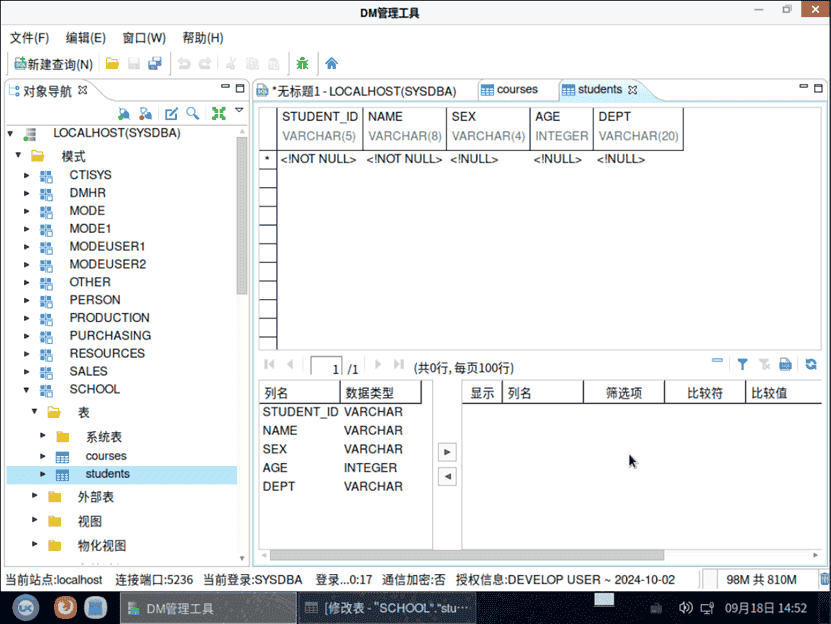 DM管理工具
文件(F) 编辑(E) 窗口(W) 帮助(H)
新建查询(N)
对象导航
*无标题1 - LOCALHOST(SYSDBA) courses students
LOCALHOST(SYSDBA)
模式
CTISYS
DMHR
MODE
MODE1
MODEUSER1
MODEUSER2
OTHER
PERSON
PRODUCTION
PURCHASING
RESOURCES
SALES
SCHOOL
表
系统表
courses
students
外部表
视图
物化视图
STUDENT_ID NAME SEX AGE DEPT
VARCHAR(5) VARCHAR(8) VARCHAR(4) INTEGER VARCHAR(20)
* <!NOT NULL> <!NOT NULL> <!NULL> <!NULL> <!NULL>
1 /1 (共0行, 每页100行)
列名 数据类型
STUDENT_ID VARCHAR
NAME VARCHAR
SEX VARCHAR
AGE INTEGER
DEPT VARCHAR
显示 列名 筛选项 比较符 比较值
当前站点:localhost 连接端口:5236 当前登录:SYSDBA 登录...0:17 通信加密:否 授权信息:DEVELOP USER ~ 2024-10-02 98M 共 810M
UK DM管理工具 [修改表 - "SCHOOL"."stu… 09月18日 14:52